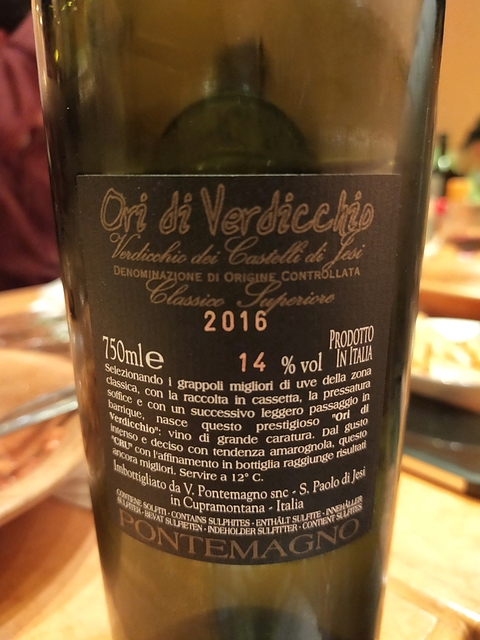 Ori di Verdicchio
Verdicchio dei Castelli di Jesi
DENOMINAZIONE DI ORIGINE CONTROLLATA
Classico Superiore
2016
750ml e 14 % vol PRODOTTO IN ITALIA
Selezionando i grappoli migliori di uve della zona
classica, con la raccolta in cassetta, la pressatura
soffice e con un successivo leggero passaggio in
barrique, nasce questo prestigioso "Ori di
Verdicchio": vino di grande caratura. Dal gusto
intenso e deciso con tendenza amarognola, questo
"CRU" con l'affinamento in bottiglia raggiunge risultati
ancora migliori. Servire a 12° C.
Imbottigliato da V. Pontemagno snc - S. Paolo di Jesi
in Cupramontana - Italia
CONTIENE SOLFITI - CONTAINS SULPHITES - ENTHÄLT SULFITE - INNEHÅLLER
SULFITER - BEVAT SULFIETEN - INDEHOLDER SULFITTER - CONTIENT SULFITES
PONTEMAGNO